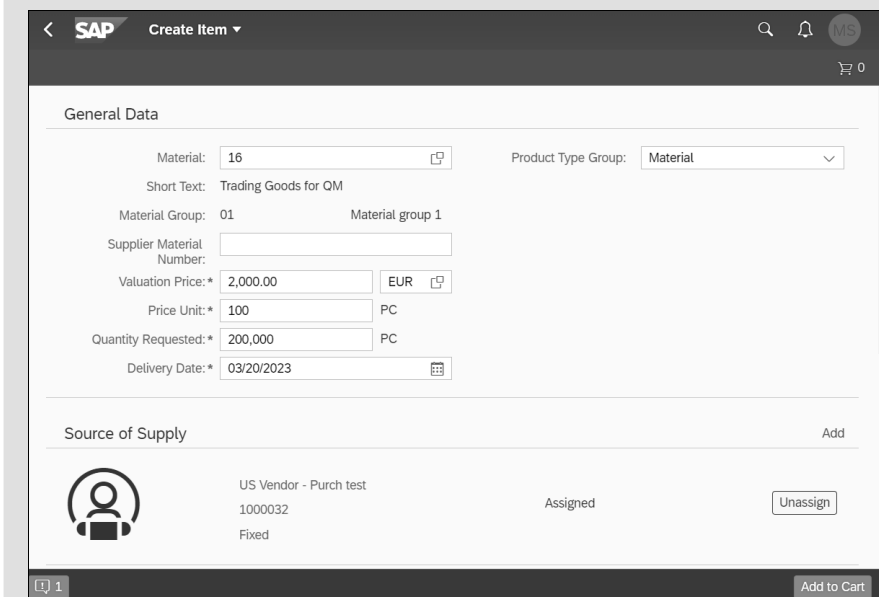 SAP Create Item
MS
0
General Data
Material: 16 Product Type Group: Material
Short Text: Trading Goods for QM
Material Group: 01 Material group 1
Supplier Material
Number:
Valuation Price:* 2,000.00 EUR
Price Unit:* 100 PC
Quantity Requested:* 200,000 PC
Delivery Date:* 03/20/2023
Source of Supply Add
US Vendor - Purch test
1000032
Assigned Unassign
Fixed
1 Add to Cart